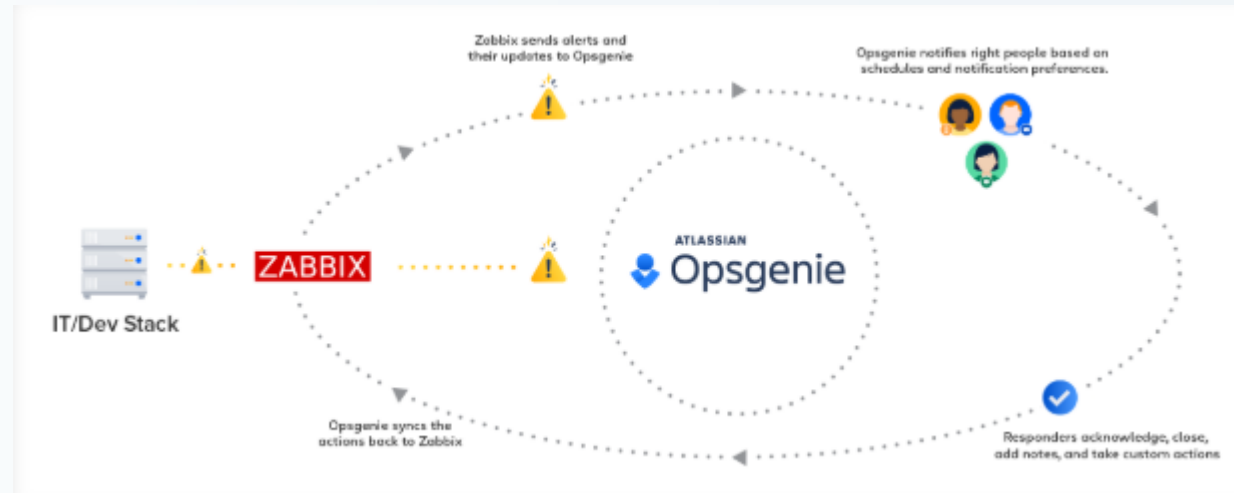 Zabbix sends alerts and
their updates to Opsgenie
Opsgenie notifies right people based on
schedules and notification preferences.
ATLASSIAN
Opsgenie
ZABBIX
IT/Dev Stack
Opsgenie syncs the
actions back to Zabbix
Responders acknowledge, close,
add notes, and take custom actions